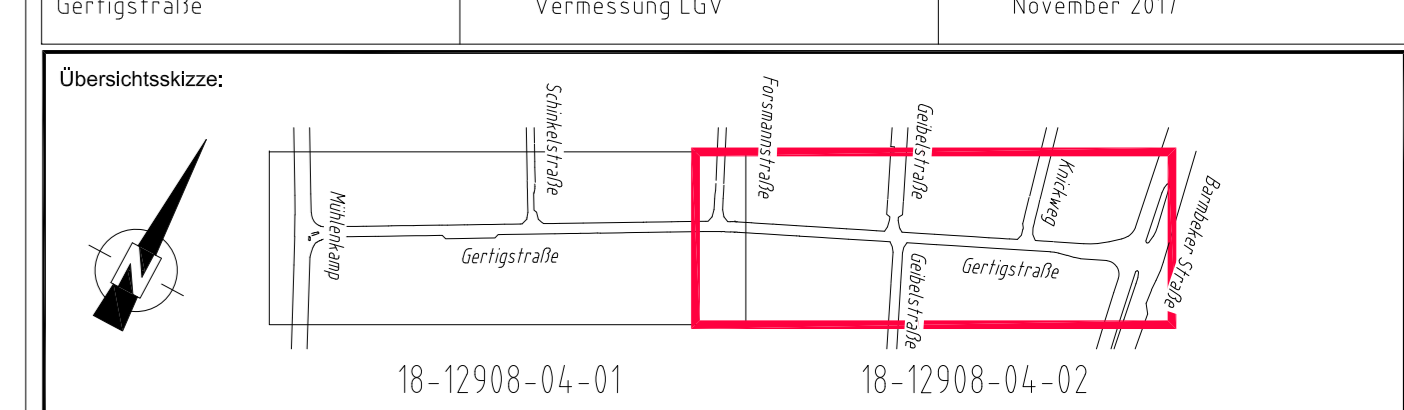 Gertigstraße
Vermessung LGV
November 2017
Übersichtsskizze:
Schinkelstraße
Forsmannstraße
Geibelstraße
Knickweg
Barmbeker Straße
Mühlenkamp
Gertigstraße
Geibelstraße
Gertigstraße
N
18-12908-04-01
18-12908-04-02